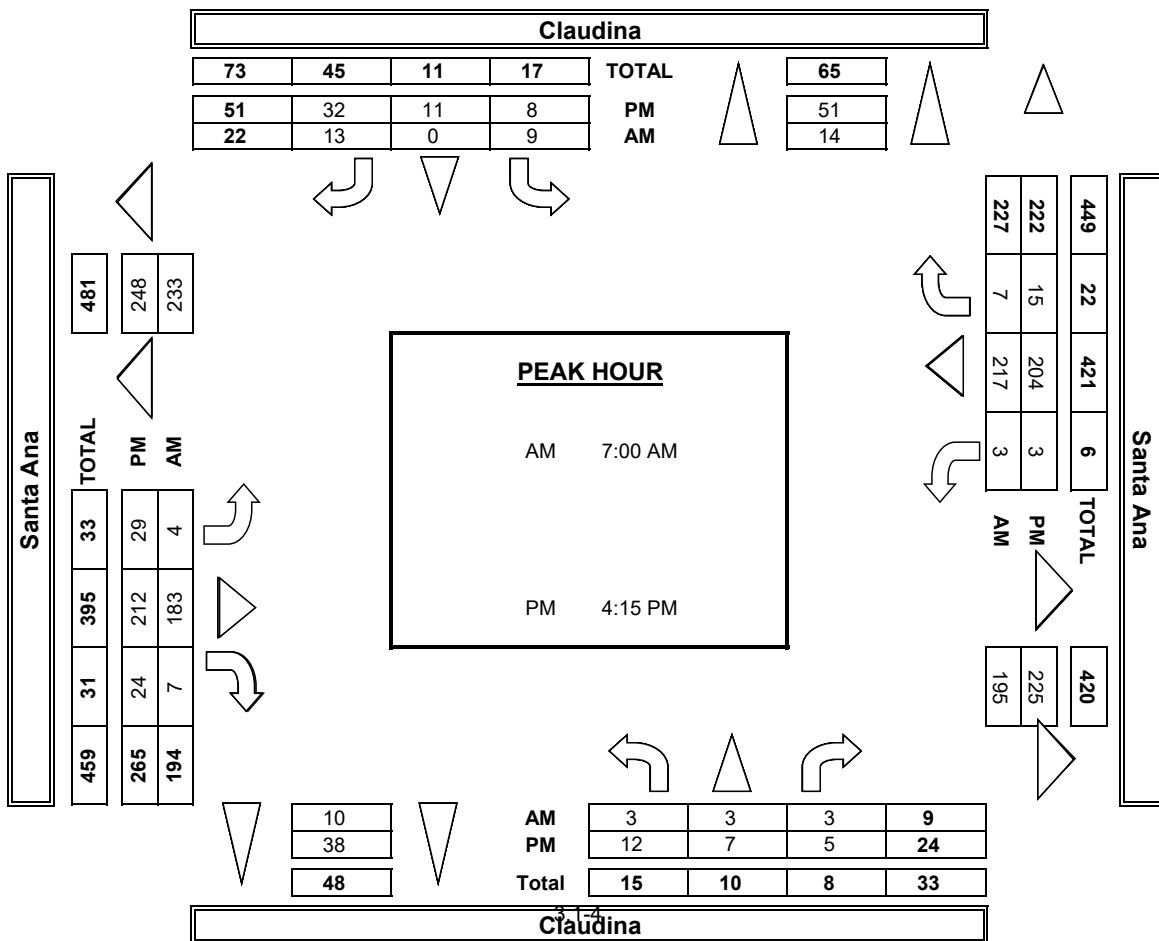 Claudina
73 45 11 17 TOTAL 65
51 32 11 8 PM 51
22 13 0 9 AM 14
Santa Ana
481
248
233
TOTAL
PM
AM
33 395 31 459
29 212 24 265
4 183 7 194
PEAK HOUR
AM 7:00 AM
PM 4:15 PM
449 22 421 6 TOTAL
222 15 204 3 PM
227 7 217 3 AM
420
225
195
Santa Ana
10 AM 3 3 3 9
38 PM 12 7 5 24
48 Total 15 10 8 33
3.1-4
Claudina